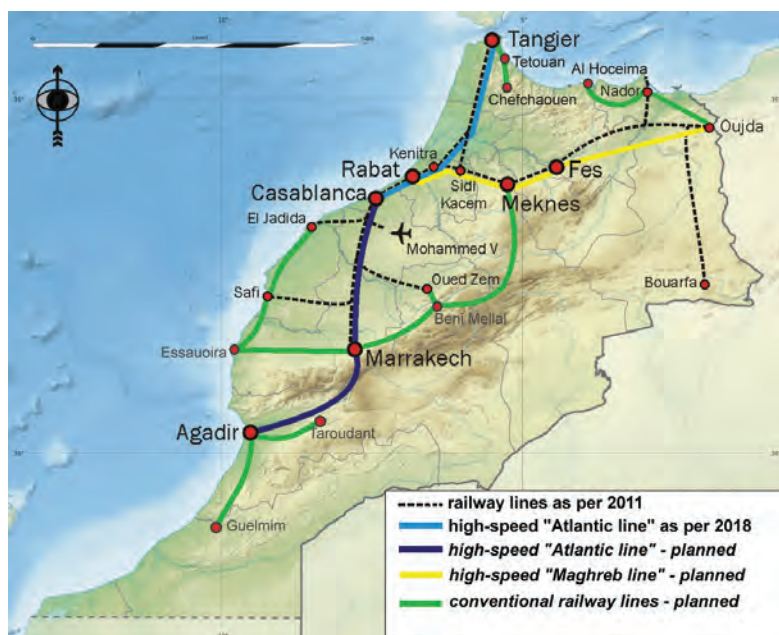 Tangier
Tetouan
Chefchaouen
Al Hoceima
Nador
Oujda
Kenitra
Rabat
Sidi
Kacem
Fes
Meknes
Casablanca
El Jadida
Mohammed V
Oued Zem
Bouarfa
Safi
Beni Mellal
Essauoira
Marrakech
Agadir
Taroudant
Guelmim
railway lines as per 2011
high-speed "Atlantic line" as per 2018
high-speed "Atlantic line" - planned
high-speed "Maghreb line" - planned
conventional railway lines - planned